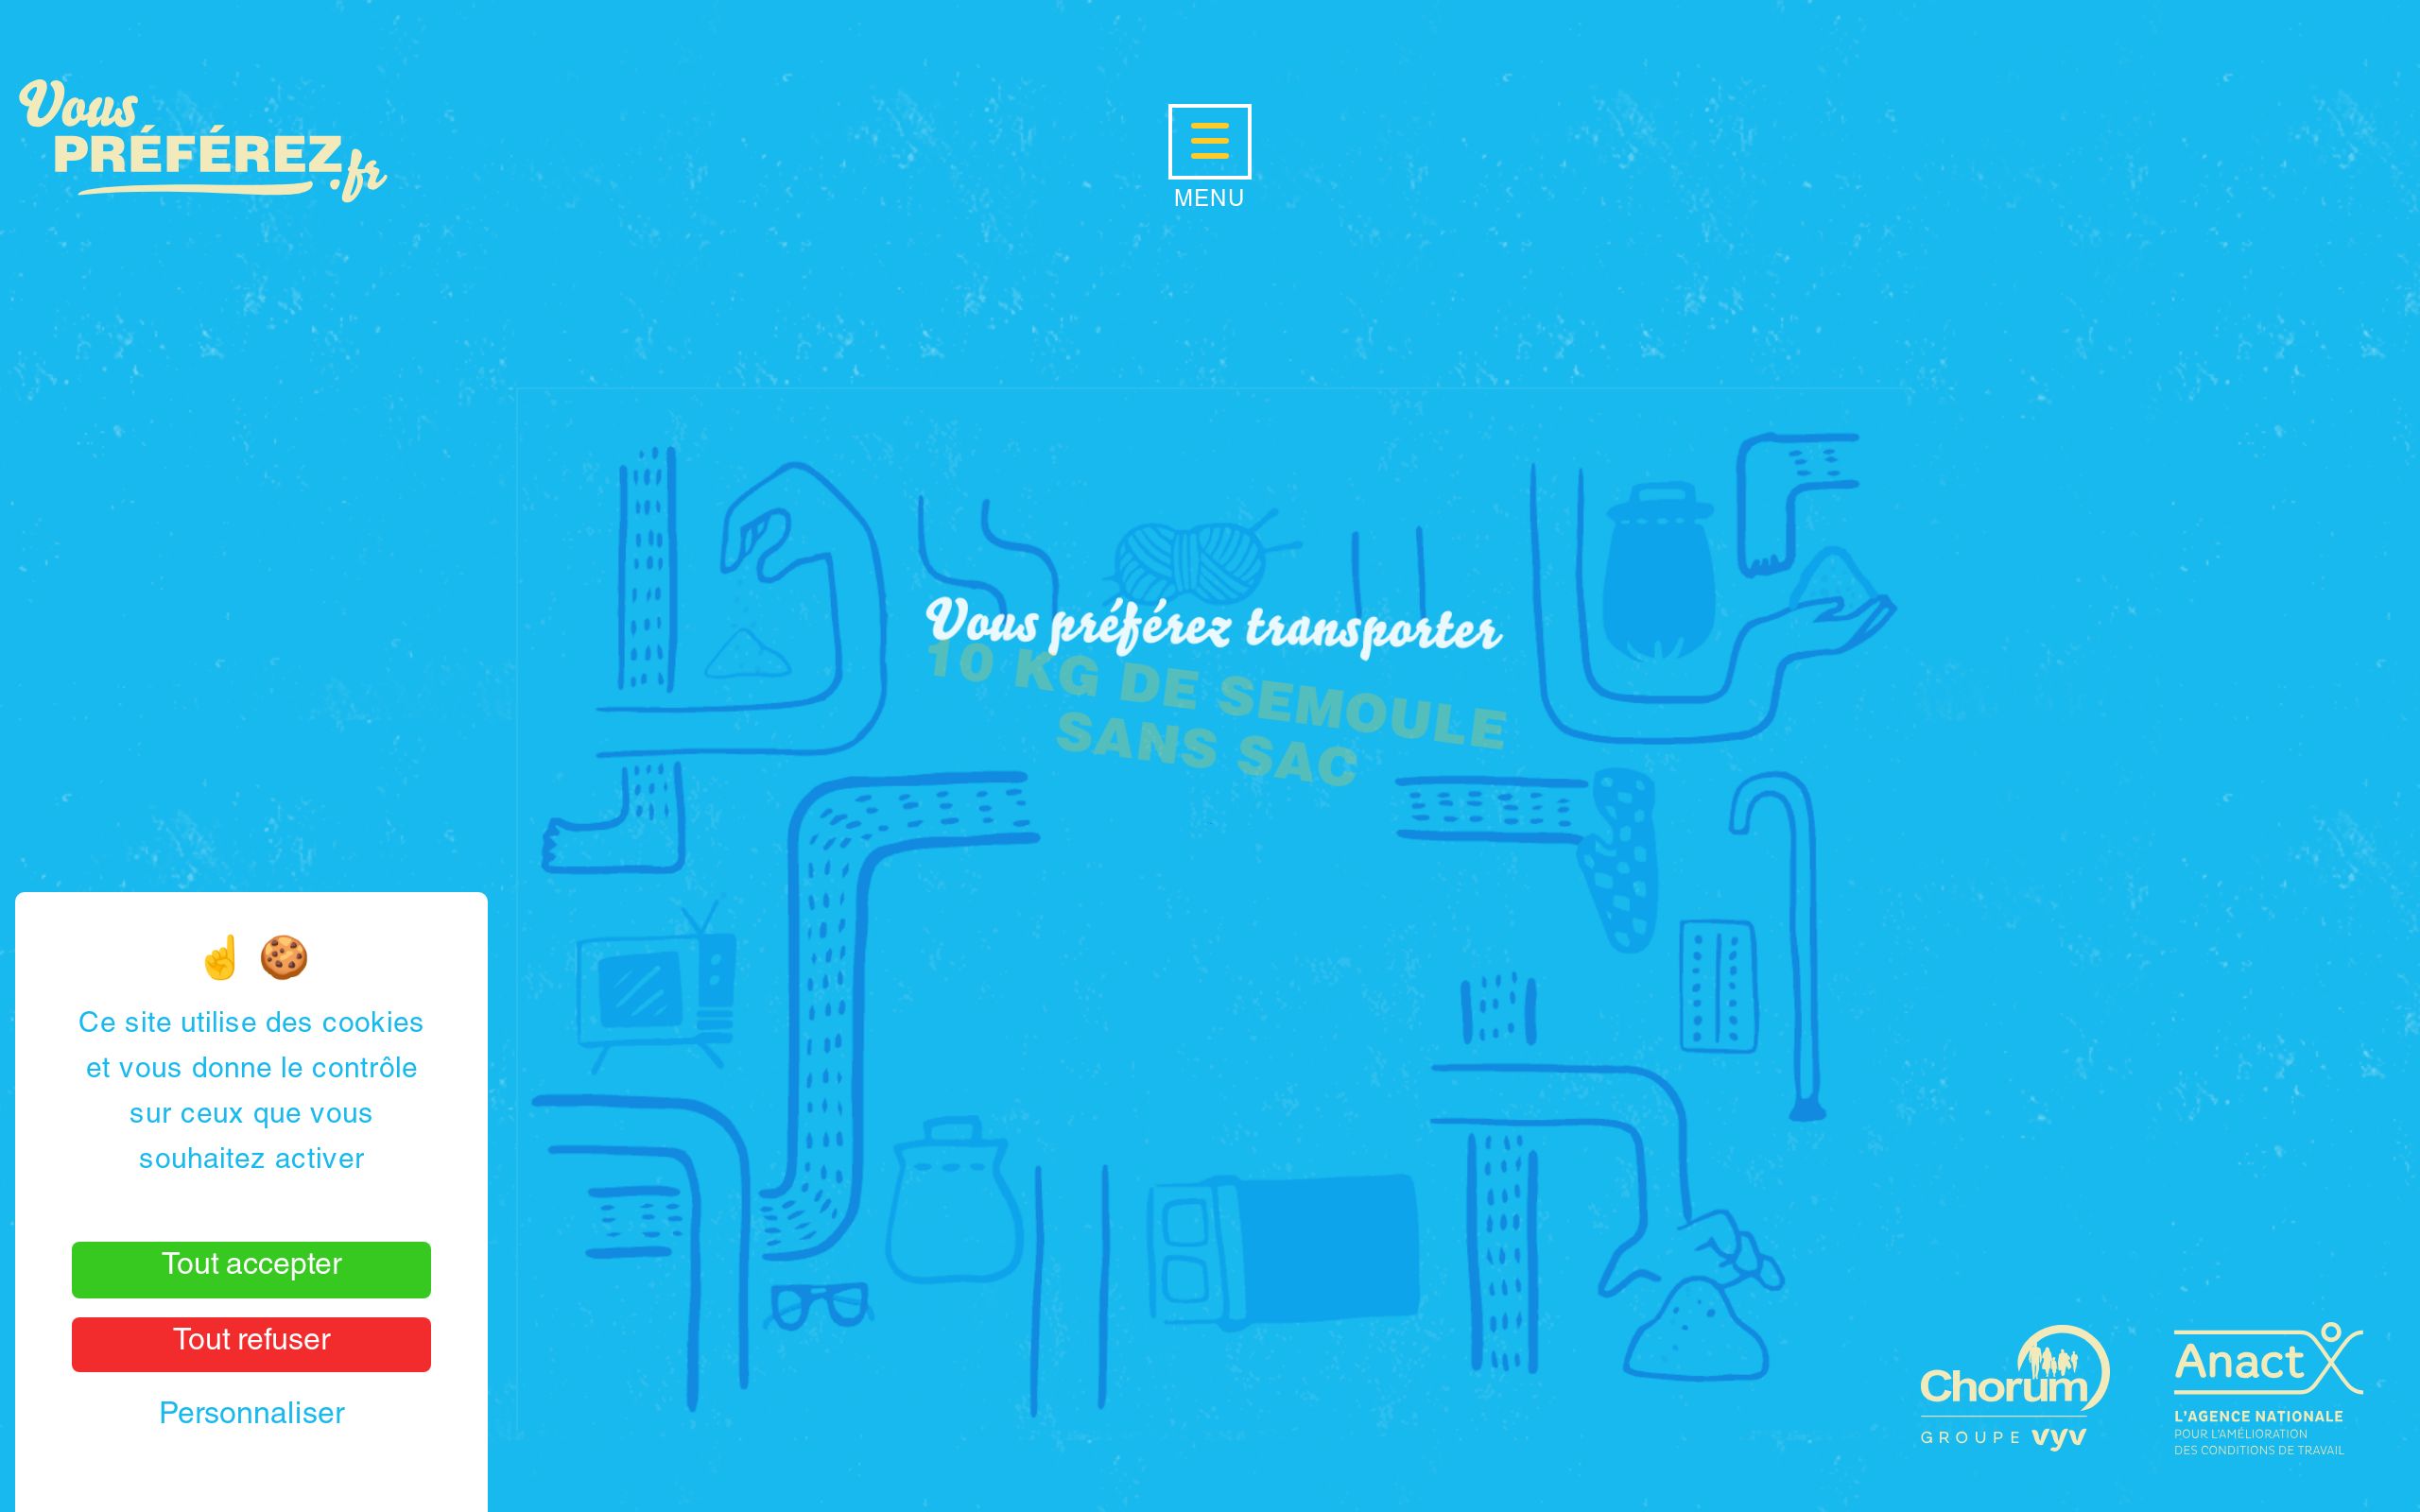 Vous
PRÉFÉREZ.fr
MENU
Vous préférez transporter
10 KG DE SEMOULE
SANS SAC
☝️ 🍪
Ce site utilise des cookies
et vous donne le contrôle
sur ceux que vous
souhaitez activer
Tout accepter
Tout refuser
Personnaliser
Chorum
GROUPE vyv
Anact
L'AGENCE NATIONALE
POUR L'AMÉLIORATION
DES CONDITIONS DE TRAVAIL